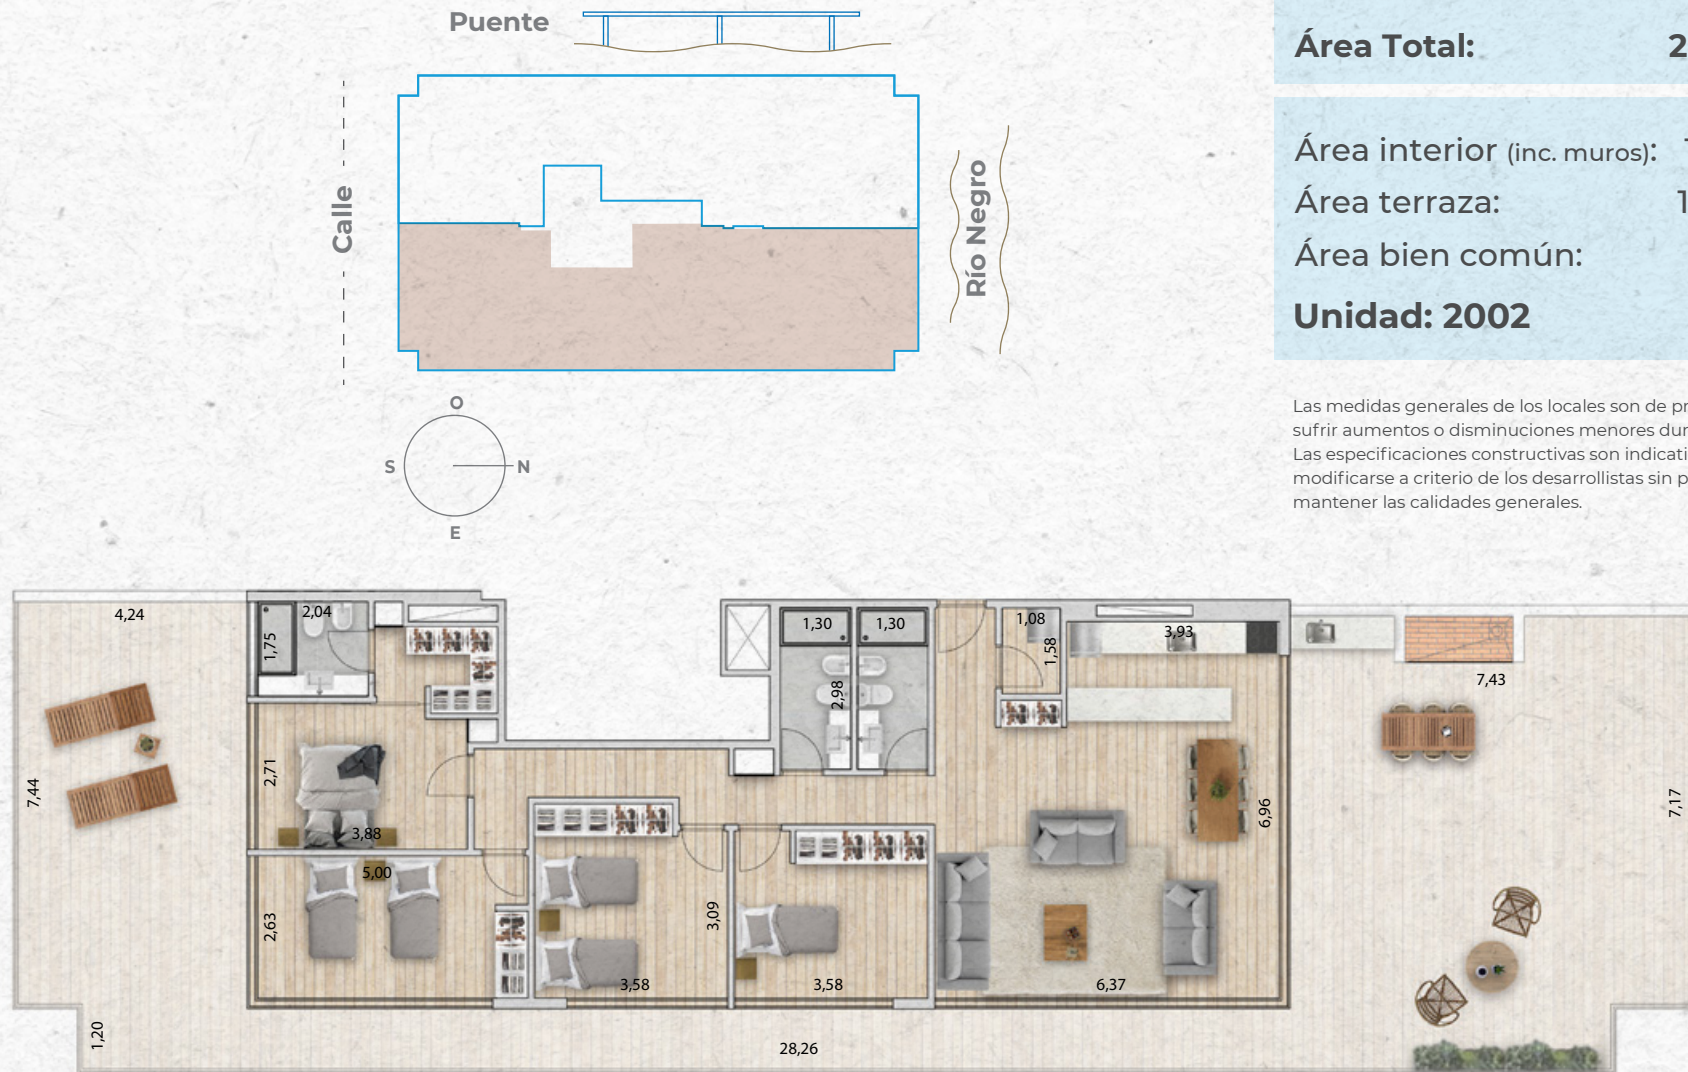 Puente
Calle
Río Negro
O
S
N
E
Área Total: 2
Área interior (inc. muros): 1
Área terraza: 1
Área bien común:
Unidad: 2002
Las medidas generales de los locales son de
sufrir aumentos o disminuciones menores
Las especificaciones constructivas son
modificarse a criterio de los desarrollistas sin
mantener las calidades generales.
4,24
2,04
1,75
1,30
1,30
1,08
1,58
3,93
7,43
2,98
2,71
3,88
7,44
5,00
2,63
3,09
3,58
3,58
6,37
6,96
7,17
1,20
28,26